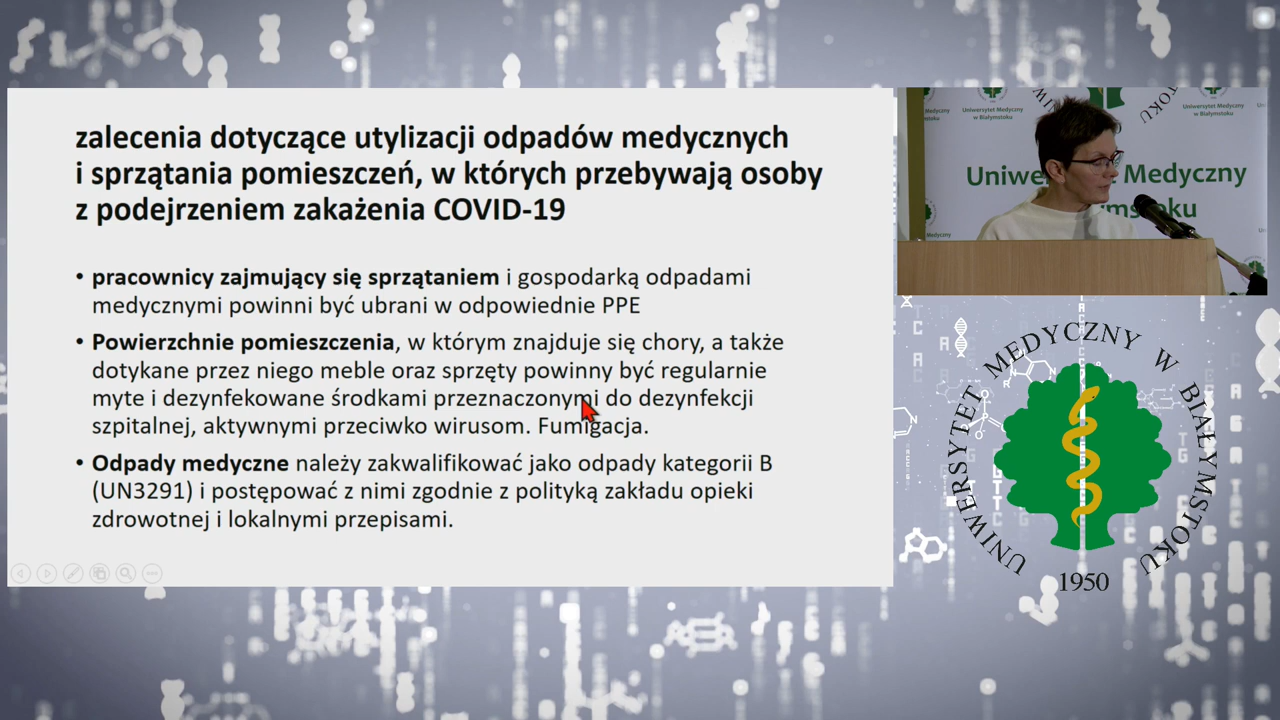 zalecenia dotyczące utylizacji odpadów medycznych
i sprzątania pomieszczeń, w których przebywają osoby
z podejrzeniem zakażenia COVID-19
• pracownicy zajmujący się sprzątaniem i gospodarką odpadami
medycznymi powinni być ubrani w odpowiednie PPE
• Powierzchnie pomieszczenia, w którym znajduje się chory, a także
dotykane przez niego meble oraz sprzęty powinny być regularnie
myte i dezynfekowane środkami przeznaczonymi do dezynfekcji
szpitalnej, aktywnymi przeciwko wirusom. Fumigacja.
• Odpady medyczne należy zakwalifikować jako odpady kategorii B
(UN3291) i postępować z nimi zgodnie z polityką zakładu opieki
zdrowotnej i lokalnymi przepisami.
Uniwersytet Medyczny
w Białymstoku
Uniwersytet Medyczny
w Białymstoku
Medyczny
UNIWERSYTET MEDYCZNY W BIAŁYMSTOKU
1950